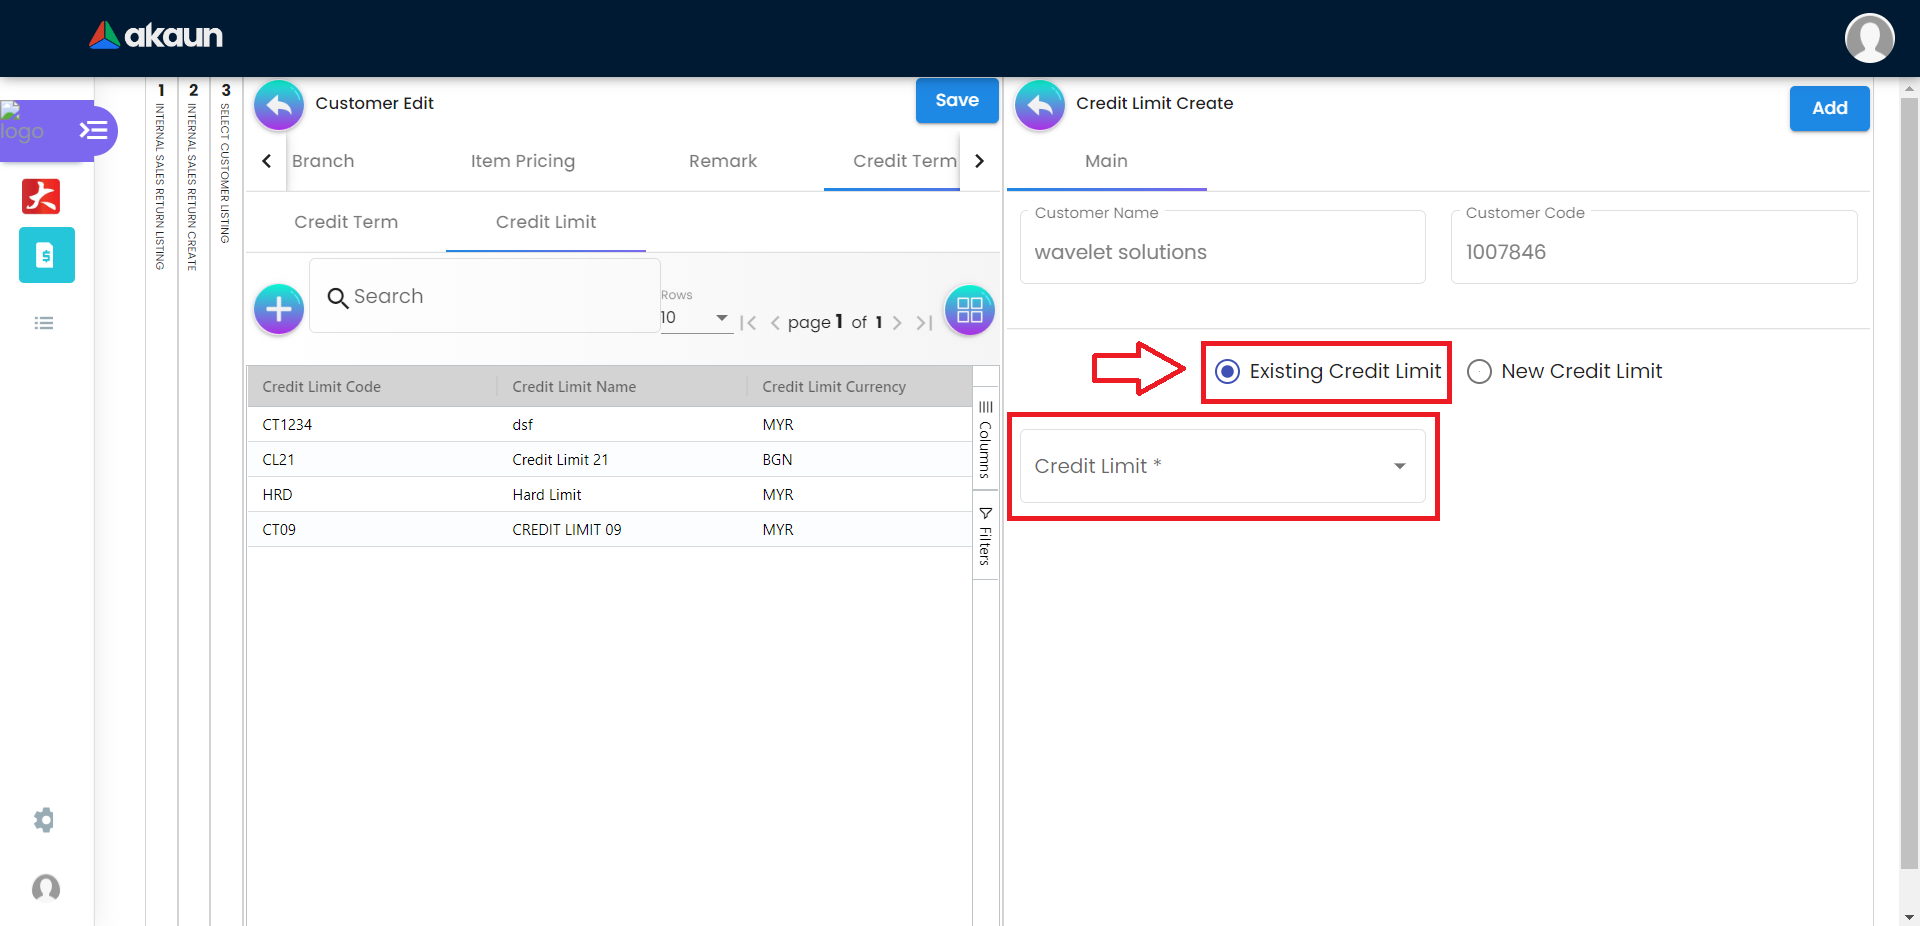 akaun
logo
1 INTERNAL SALES RETURN LISTING
2 INTERNAL SALES RETURN CREATE
3 SELECT CUSTOMER LISTING
Customer Edit
Save
Branch
Item Pricing
Remark
Credit Term
Credit Term
Credit Limit
Search
Rows
10
page 1 of 1
Credit Limit Code
Credit Limit Name
Credit Limit Currency
CT1234
dsf
MYR
CL21
Credit Limit 21
BGN
HRD
Hard Limit
MYR
CT09
CREDIT LIMIT 09
MYR
Columns
Filters
Credit Limit Create
Add
Main
Customer Name
wavelet solutions
Customer Code
1007846
Existing Credit Limit
New Credit Limit
Credit Limit *